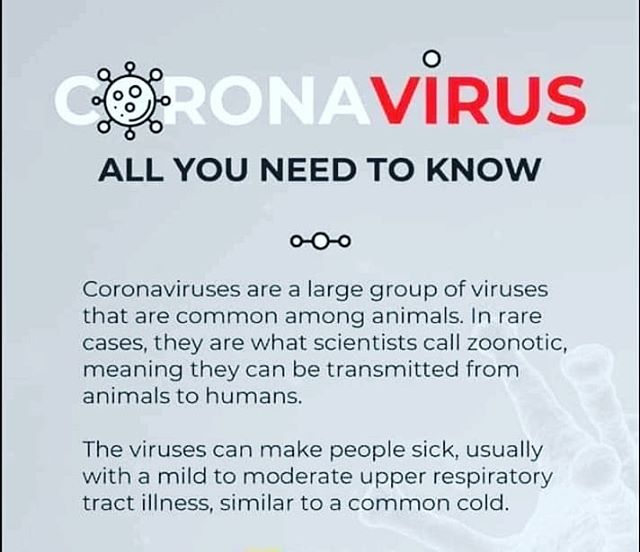 CORONAVIRUS
ALL YOU NEED TO KNOW
Coronaviruses are a large group of viruses
that are common among animals. In rare
cases, they are what scientists call zoonotic,
meaning they can be transmitted from
animals to humans.
The viruses can make people sick, usually
with a mild to moderate upper respiratory
tract illness, similar to a common cold.